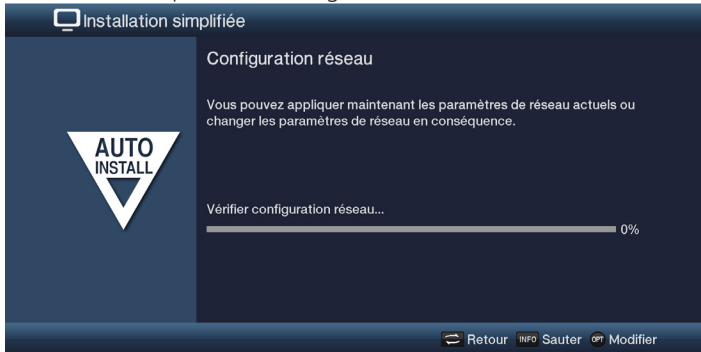 Installation simplifiée
Configuration réseau
Vous pouvez appliquer maintenant les paramètres de réseau actuels ou
changer les paramètres de réseau en conséquence.
AUTO
INSTALL
Vérifier configuration réseau...
0%
Retour INFO Sauter OPT Modifier